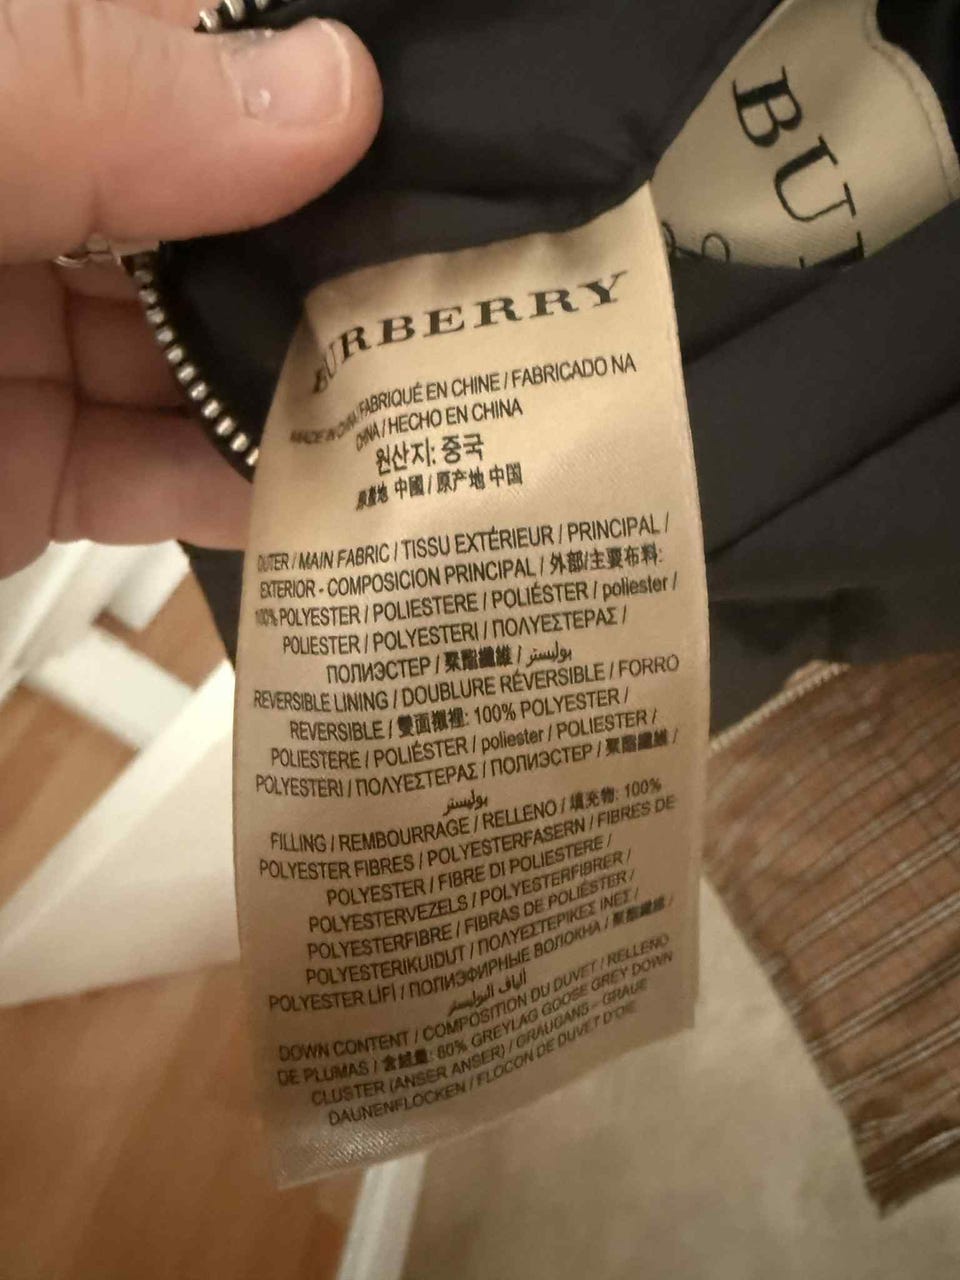 BU
BURBERRY
MADE IN CHINA / FABRIQUÉ EN CHINE / FABRICADO NA
CHINA / HECHO EN CHINA
원산지: 중국
原產地 中國 / 原产地 中国
OUTER / MAIN FABRIC / TISSU EXTÉRIEUR / PRINCIPAL /
EXTERIOR - COMPOSICION PRINCIPAL / 外部/主要布料:
100% POLYESTER / POLIESTERE / POLIÉSTER / poliester /
POLIESTER / POLYESTERI / ΠΟΛΥΕΣΤΕΡΑΣ /
ПОПИЭСТЕР / 聚酯纖維 / بوليستر
REVERSIBLE LINING / DOUBLURE RÉVERSIBLE / FORRO
REVERSIBLE / 雙面襯裡: 100% POLYESTER /
POLIESTERE / POLIÉSTER / poliester / POLIESTER /
POLYESTERI / ΠΟΛΥΕΣΤΕΡΑΣ / ПОПИЭСТЕР / 聚酯纖維 /
بوليستر
FILLING / REMBOURRAGE / RELLENO / 填充物: 100%
POLYESTER FIBRES / POLYESTERFASERN / FIBRES DE
POLYESTER / FIBRE DI POLIESTERE /
POLYESTERVEZELS / POLYESTERFIBRER /
POLYESTERFIBRE / FIBRAS DE POLIÉSTER /
POLYESTERIKUIDUT / ΠΟΛΥΕΣΤΕΡΙΚΕΣ ΙΝΕΣ /
POLYESTER LİFİ / ПОПИЭФИРНЫЕ ВОЛОКНА / 聚酯纖維 /
ألياف البوليستر
DOWN CONTENT / COMPOSITION DU DUVET / RELLENO
DE PLUMAS / 含絨量: 80% GREYLAG GOOSE GREY DOWN
CLUSTER (ANSER ANSER) / GRAUGANS - GRAUE
DAUNENFLOCKEN / FLOCON DE DUVET D'OIE